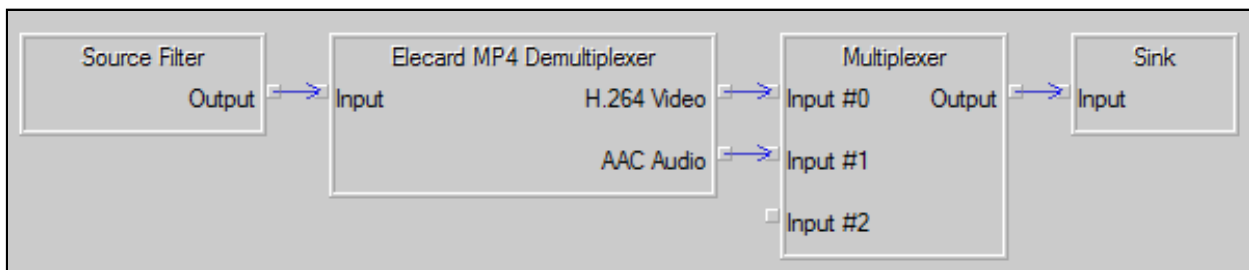 Source Filter
Output
Elecard MP4 Demultiplexer
Input
H.264 Video
AAC Audio
Multiplexer
Input #0
Output
Input #1
Input #2
Sink
Input